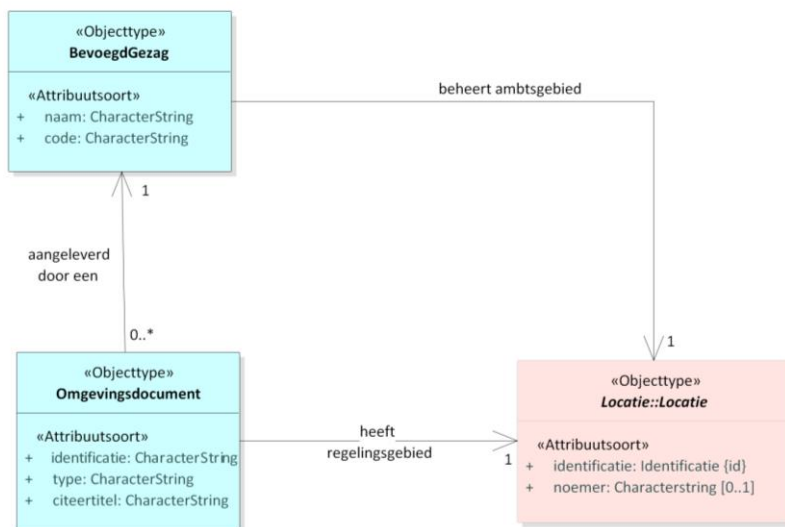 «Objecttype»
BevoegdGezag
«Attribuutsoort»
+ naam: CharacterString
+ code: CharacterString
beheert ambtsgebied
1
aangeleverd
door een
0..*
1
«Objecttype»
Omgevingsdocument
«Attribuutsoort»
+ identificatie: CharacterString
+ type: CharacterString
+ citeertitel: CharacterString
heeft
regelingsgebied
1
«Objecttype»
Locatie::Locatie
«Attribuutsoort»
+ identificatie: Identificatie {id}
+ noemer: Characterstring [0..1]